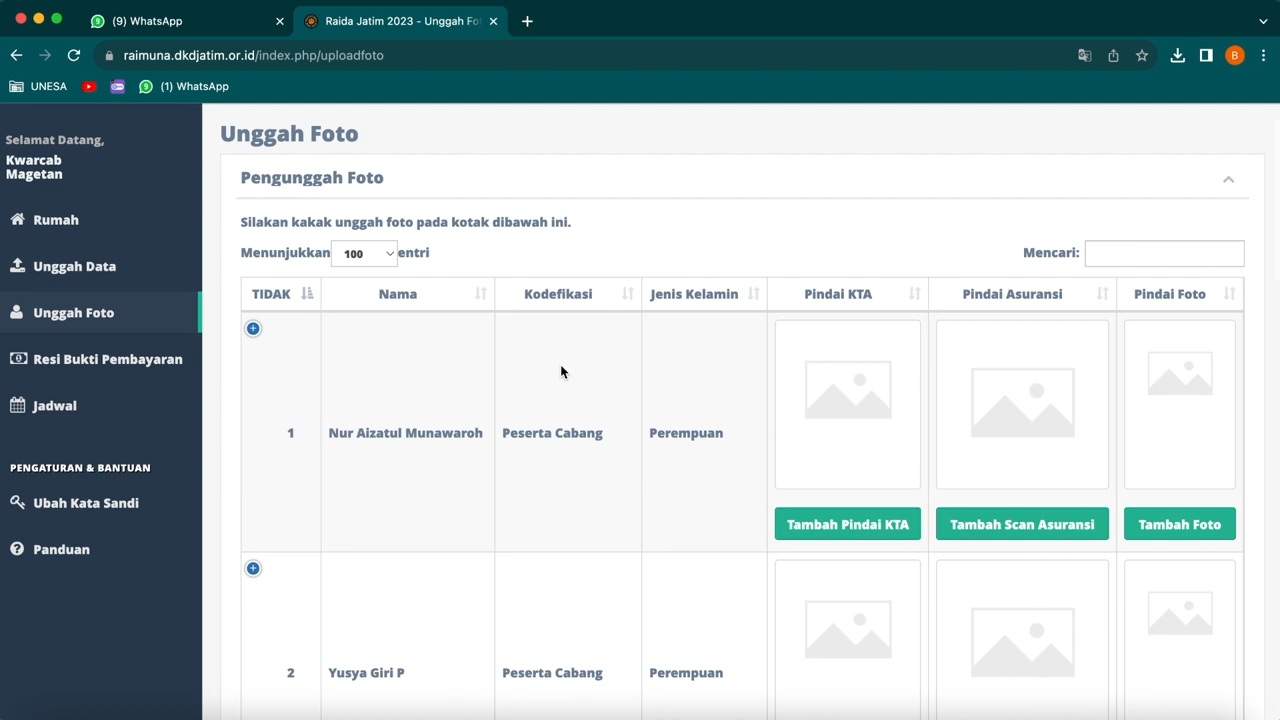 (9) WhatsApp
Raida Jatim 2023 - Unggah Fo
raimuna.dkdjatim.or.id/index.php/uploadfoto
B
UNESA
(1) WhatsApp
Selamat Datang,
Kwarcab
Magetan
Rumah
Unggah Data
Unggah Foto
Resi Bukti Pembayaran
Jadwal
PENGATURAN & BANTUAN
Ubah Kata Sandi
Panduan
Unggah Foto
Pengunggah Foto
Silakan kakak unggah foto pada kotak dibawah ini.
Menunjukkan 100 entri
Mencari:
TIDAK Nama Kodefikasi Jenis Kelamin Pindai KTA Pindai Asuransi Pindai Foto
1 Nur Aizatul Munawaroh Peserta Cabang Perempuan
Tambah Pindai KTA Tambah Scan Asuransi Tambah Foto
2 Yusya Giri P Peserta Cabang Perempuan